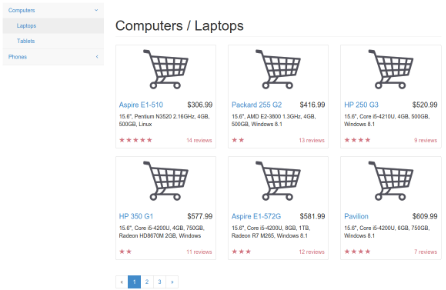 Computers
Laptops
Tablets
Phones
Computers / Laptops
Aspire E1-510 $306.99
15.6", Pentium N3520 2.16GHz, 4GB, 500GB, Linux
14 reviews
Packard 255 G2 $416.99
15.6", AMD E2-3800 1.3GHz, 4GB, 500GB, Windows 8.1
13 reviews
HP 250 G3 $520.99
15.6", Core i5-4210U, 4GB, 500GB, Windows 8.1
8 reviews
HP 350 G1 $577.99
15.6", Core i5-4200U, 4GB, 750GB, Radeon HD8670M 2GB, Windows
11 reviews
Aspire E1-572G $581.99
15.6", Core i5-4200U, 8GB, 1TB, Radeon R7 M265, Windows 8.1
12 reviews
Pavilion $609.99
15.6", Core i5-4200U, 6GB, 750GB, Windows 8.1
7 reviews
‹ 1 2 3 ›